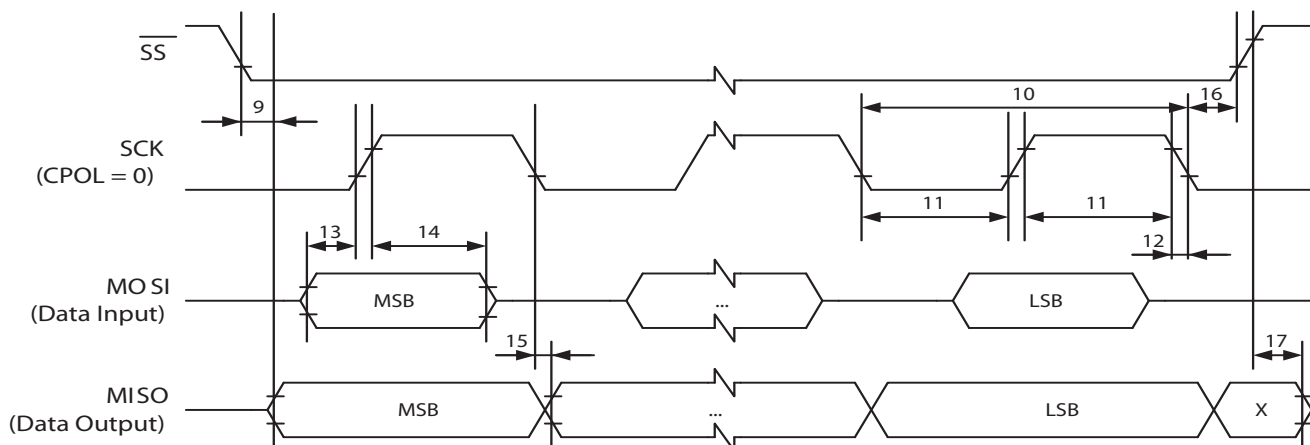 SS
9
10
16
SCK
(CPOL = 0)
11
11
13
14
12
MOSI
(Data Input)
MSB
...
LSB
15
17
MISO
(Data Output)
MSB
...
LSB
X